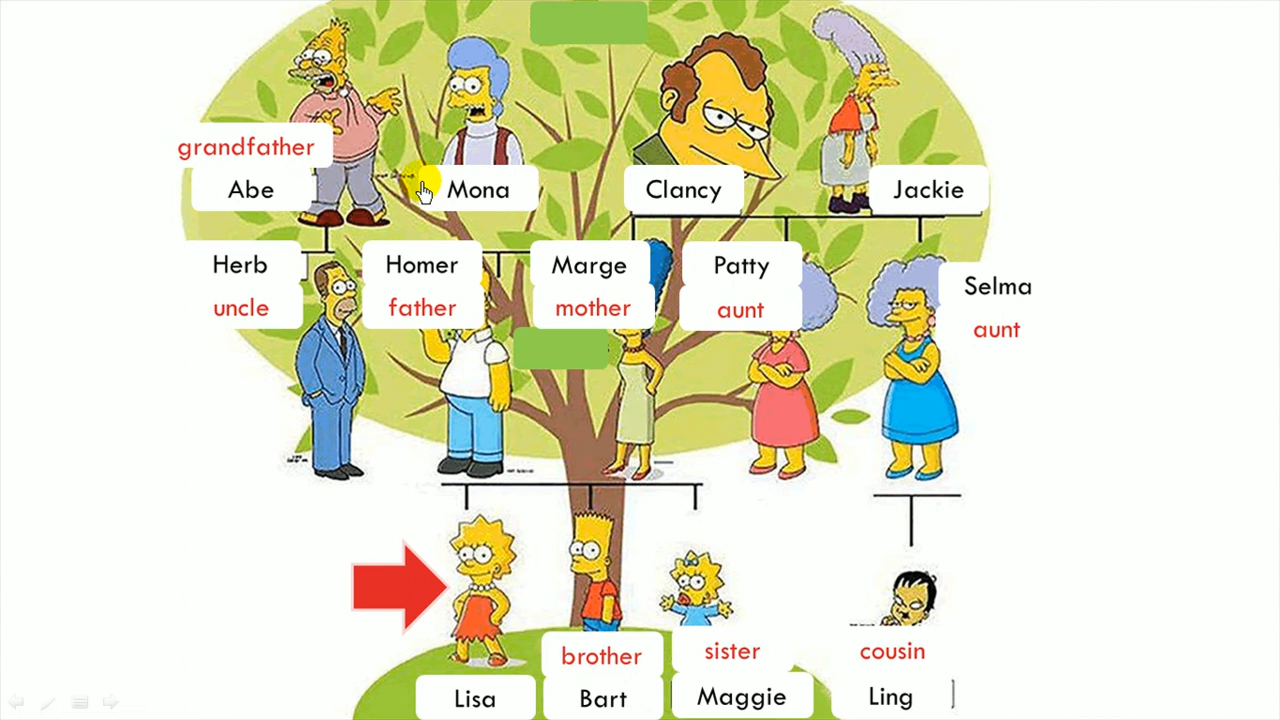 grandfather
Abe
Mona
Clancy
Jackie
Herb
Homer
Marge
Patty
Selma
uncle
father
mother
aunt
aunt
brother
sister
cousin
Lisa
Bart
Maggie
Ling